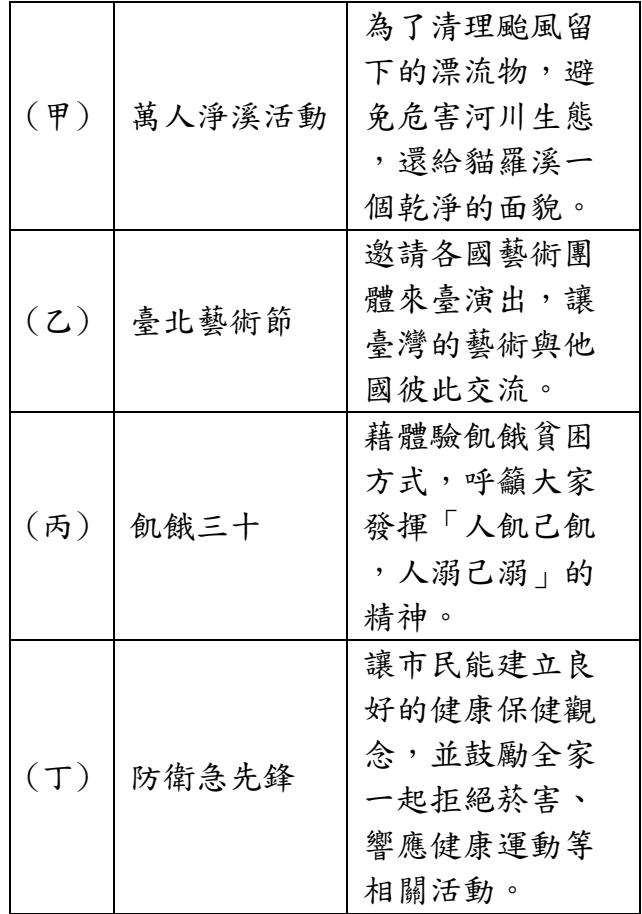 (甲) 萬人淨溪活動 為了清理颱風留
下的漂流物,避
免危害河川生態
,還給貓羅溪一
個乾淨的面貌。
(乙) 臺北藝術節 邀請各國藝術團
體來臺演出,讓
臺灣的藝術與他
國彼此交流。
(丙) 飢餓三十 藉體驗飢餓貧困
方式,呼籲大家
發揮「人飢己飢
,人溺己溺」的
精神。
(丁) 防衛急先鋒 讓市民能建立良
好的健康保健觀
念,並鼓勵全家
一起拒絕菸害、
響應健康運動等
相關活動。